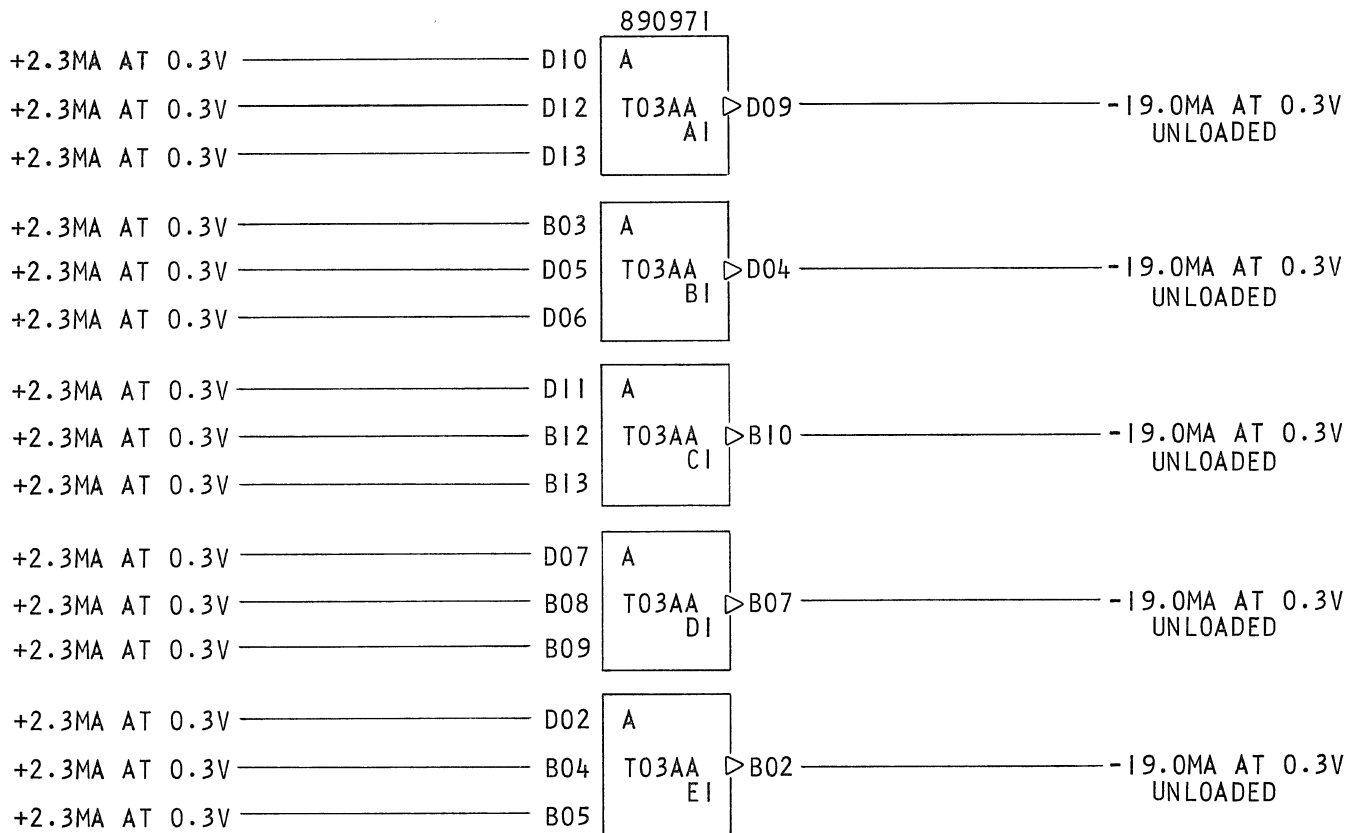 890971
+2.3MA AT 0.3V D10 A
+2.3MA AT 0.3V D12 T03AA D09 -19.0MA AT 0.3V
A1 UNLOADED
+2.3MA AT 0.3V D13
+2.3MA AT 0.3V B03 A
+2.3MA AT 0.3V D05 T03AA D04 -19.0MA AT 0.3V
B1 UNLOADED
+2.3MA AT 0.3V D06
+2.3MA AT 0.3V D11 A
+2.3MA AT 0.3V B12 T03AA B10 -19.0MA AT 0.3V
C1 UNLOADED
+2.3MA AT 0.3V B13
+2.3MA AT 0.3V D07 A
+2.3MA AT 0.3V B08 T03AA B07 -19.0MA AT 0.3V
D1 UNLOADED
+2.3MA AT 0.3V B09
+2.3MA AT 0.3V D02 A
+2.3MA AT 0.3V B04 T03AA B02 -19.0MA AT 0.3V
E1 UNLOADED
+2.3MA AT 0.3V B05